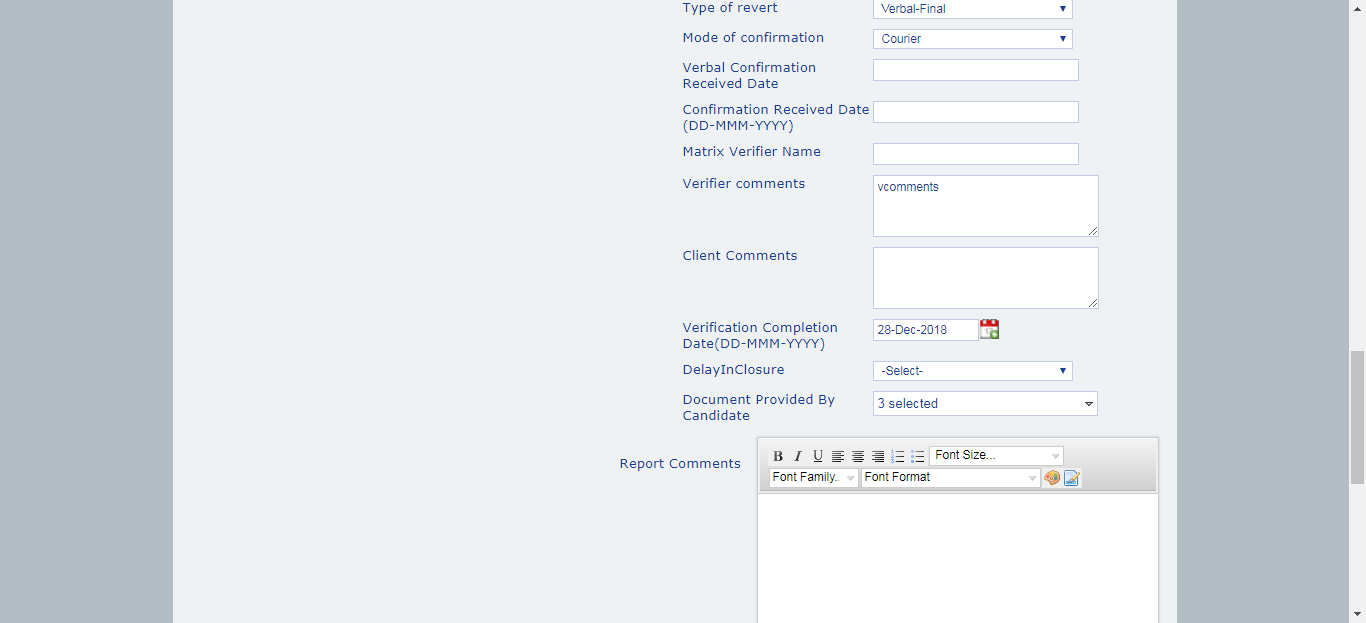 Type of revert
Verbal-Final
Mode of confirmation
Courier
Verbal Confirmation
Received Date
Confirmation Received Date
(DD-MMM-YYYY)
Matrix Verifier Name
Verifier comments
vcomments
Client Comments
Verification Completion
Date(DD-MMM-YYYY)
28-Dec-2018
DelayInClosure
-Select-
Document Provided By
Candidate
3 selected
Report Comments
B I U Font Size...
Font Family.. Font Format